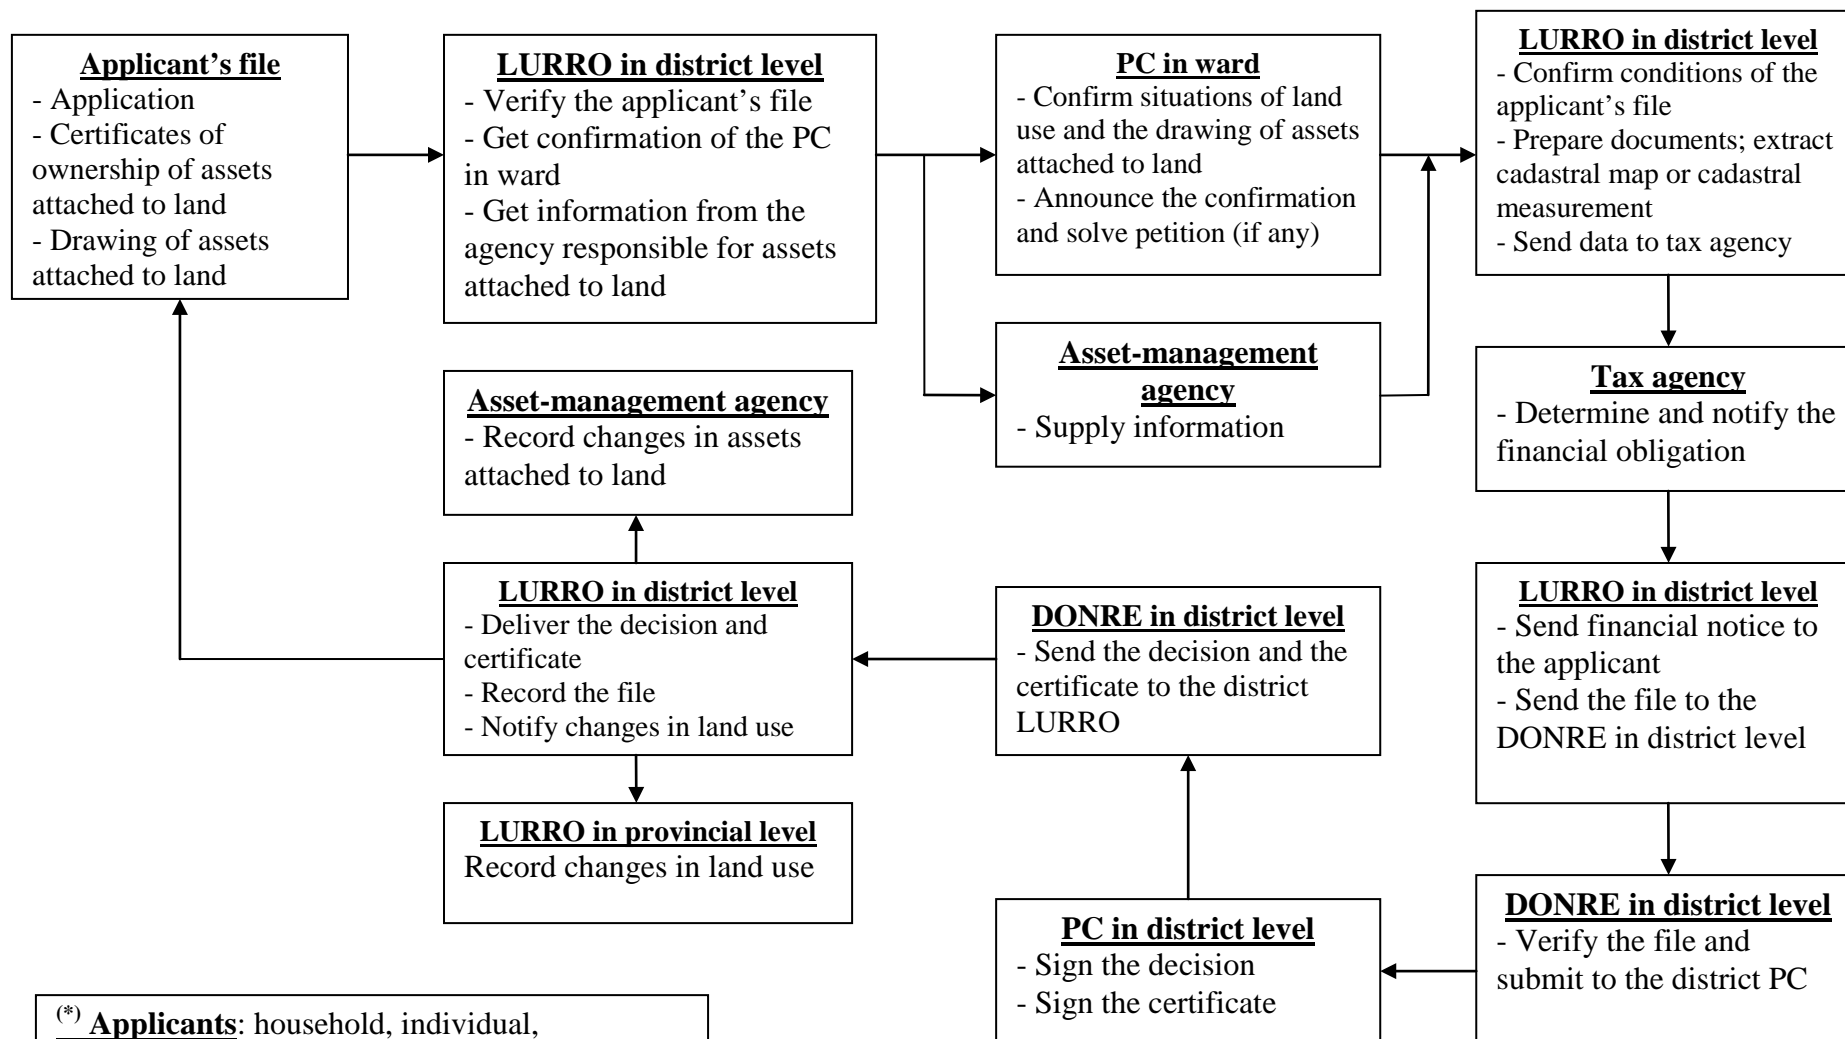 Applicant's file
- Application
- Certificates of
ownership of assets
attached to land
- Drawing of assets
attached to land
LURRO in district level
- Verify the applicant's file
- Get confirmation of the PC
in ward
- Get information from the
agency responsible for assets
attached to land
PC in ward
- Confirm situations of land
use and the drawing of assets
attached to land
- Announce the confirmation
and solve petition (if any)
LURRO in district level
- Confirm conditions of the
applicant's file
- Prepare documents; extract
cadastral map or cadastral
measurement
- Send data to tax agency
Asset-management
agency
- Supply information
Tax agency
- Determine and notify the
financial obligation
Asset-management agency
- Record changes in assets
attached to land
LURRO in district level
- Deliver the decision and
certificate
- Record the file
- Notify changes in land use
DONRE in district level
- Send the decision and the
certificate to the district
LURRO
LURRO in district level
- Send financial notice to
the applicant
- Send the file to the
DONRE in district level
LURRO in provincial level
Record changes in land use
PC in district level
- Sign the decision
- Sign the certificate
DONRE in district level
- Verify the file and
submit to the district PC
(*) Applicants: household, individual,